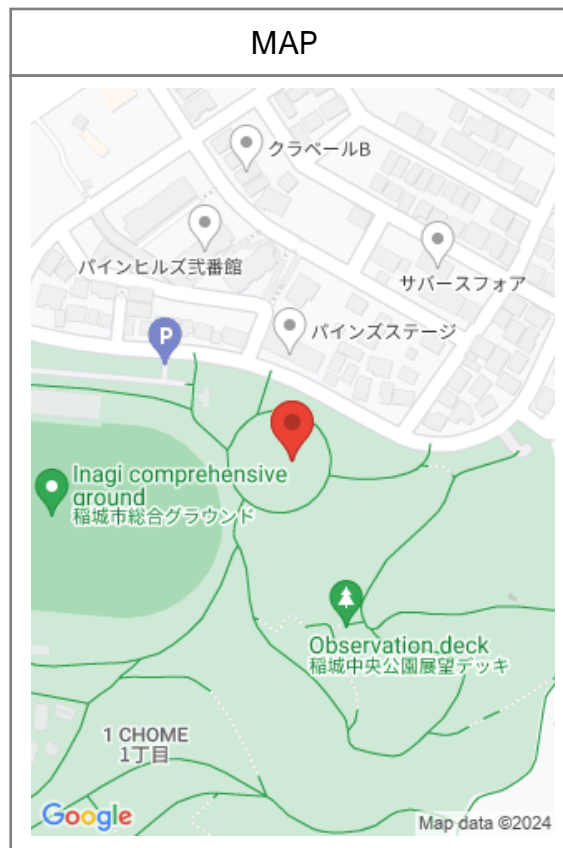 MAP
クラペールB
パインヒルズ弐番館
サバースフォア
P
パインズステージ
Inagi comprehensive
ground
稲城市総合グラウンド
Observation deck
稲城中央公園展望デッキ
1 CHOME
1丁目
Google
Map data ©2024